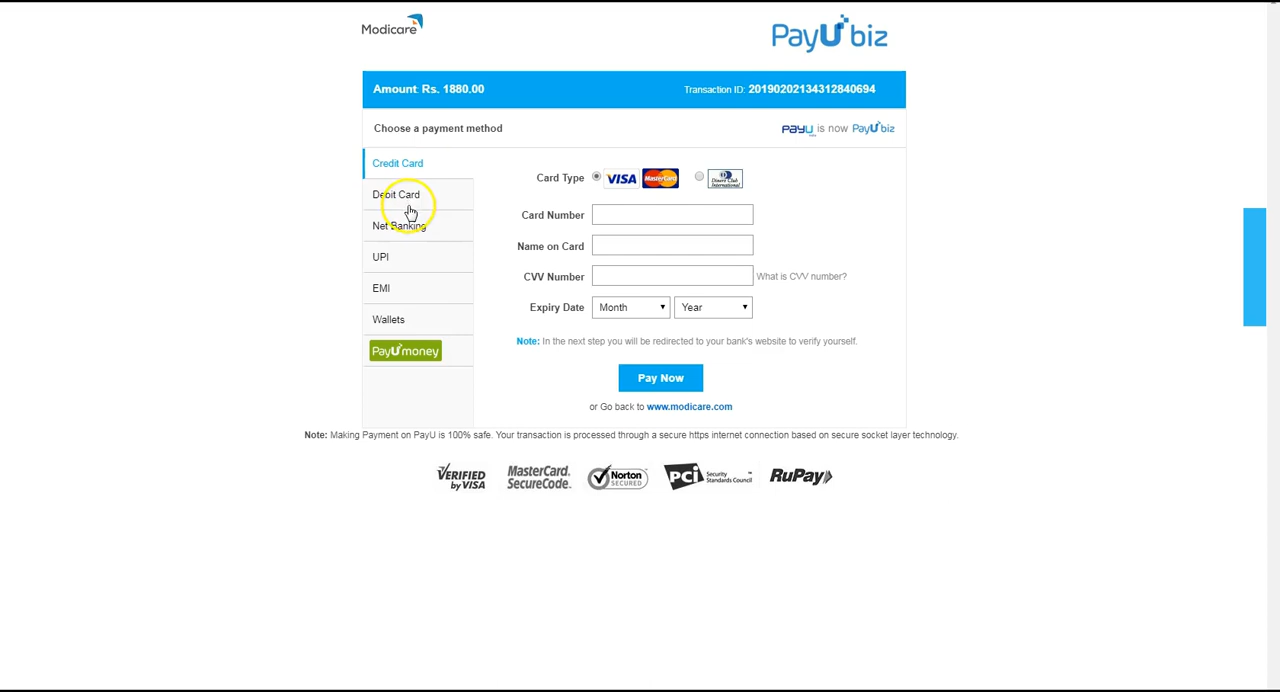 Modicare
PayU biz
Amount: Rs. 1880.00
Transaction ID: 20190202134312840694
Choose a payment method
PAYU is now PayU biz
Credit Card
Debit Card
Net Banking
UPI
EMI
Wallets
PayU money
Card Type
VISA
MasterCard
Diners Club International
Card Number
Name on Card
CVV Number
What is CVV number?
Expiry Date
Month
Year
Note: In the next step you will be redirected to your bank's website to verify yourself.
Pay Now
or Go back to www.modicare.com
Note: Making Payment on PayU is 100% safe. Your transaction is processed through a secure https internet connection based on secure socket layer technology.
VERIFIED by VISA
MasterCard. SecureCode.
Norton SECURED
PCI Security Standards Council
RuPay